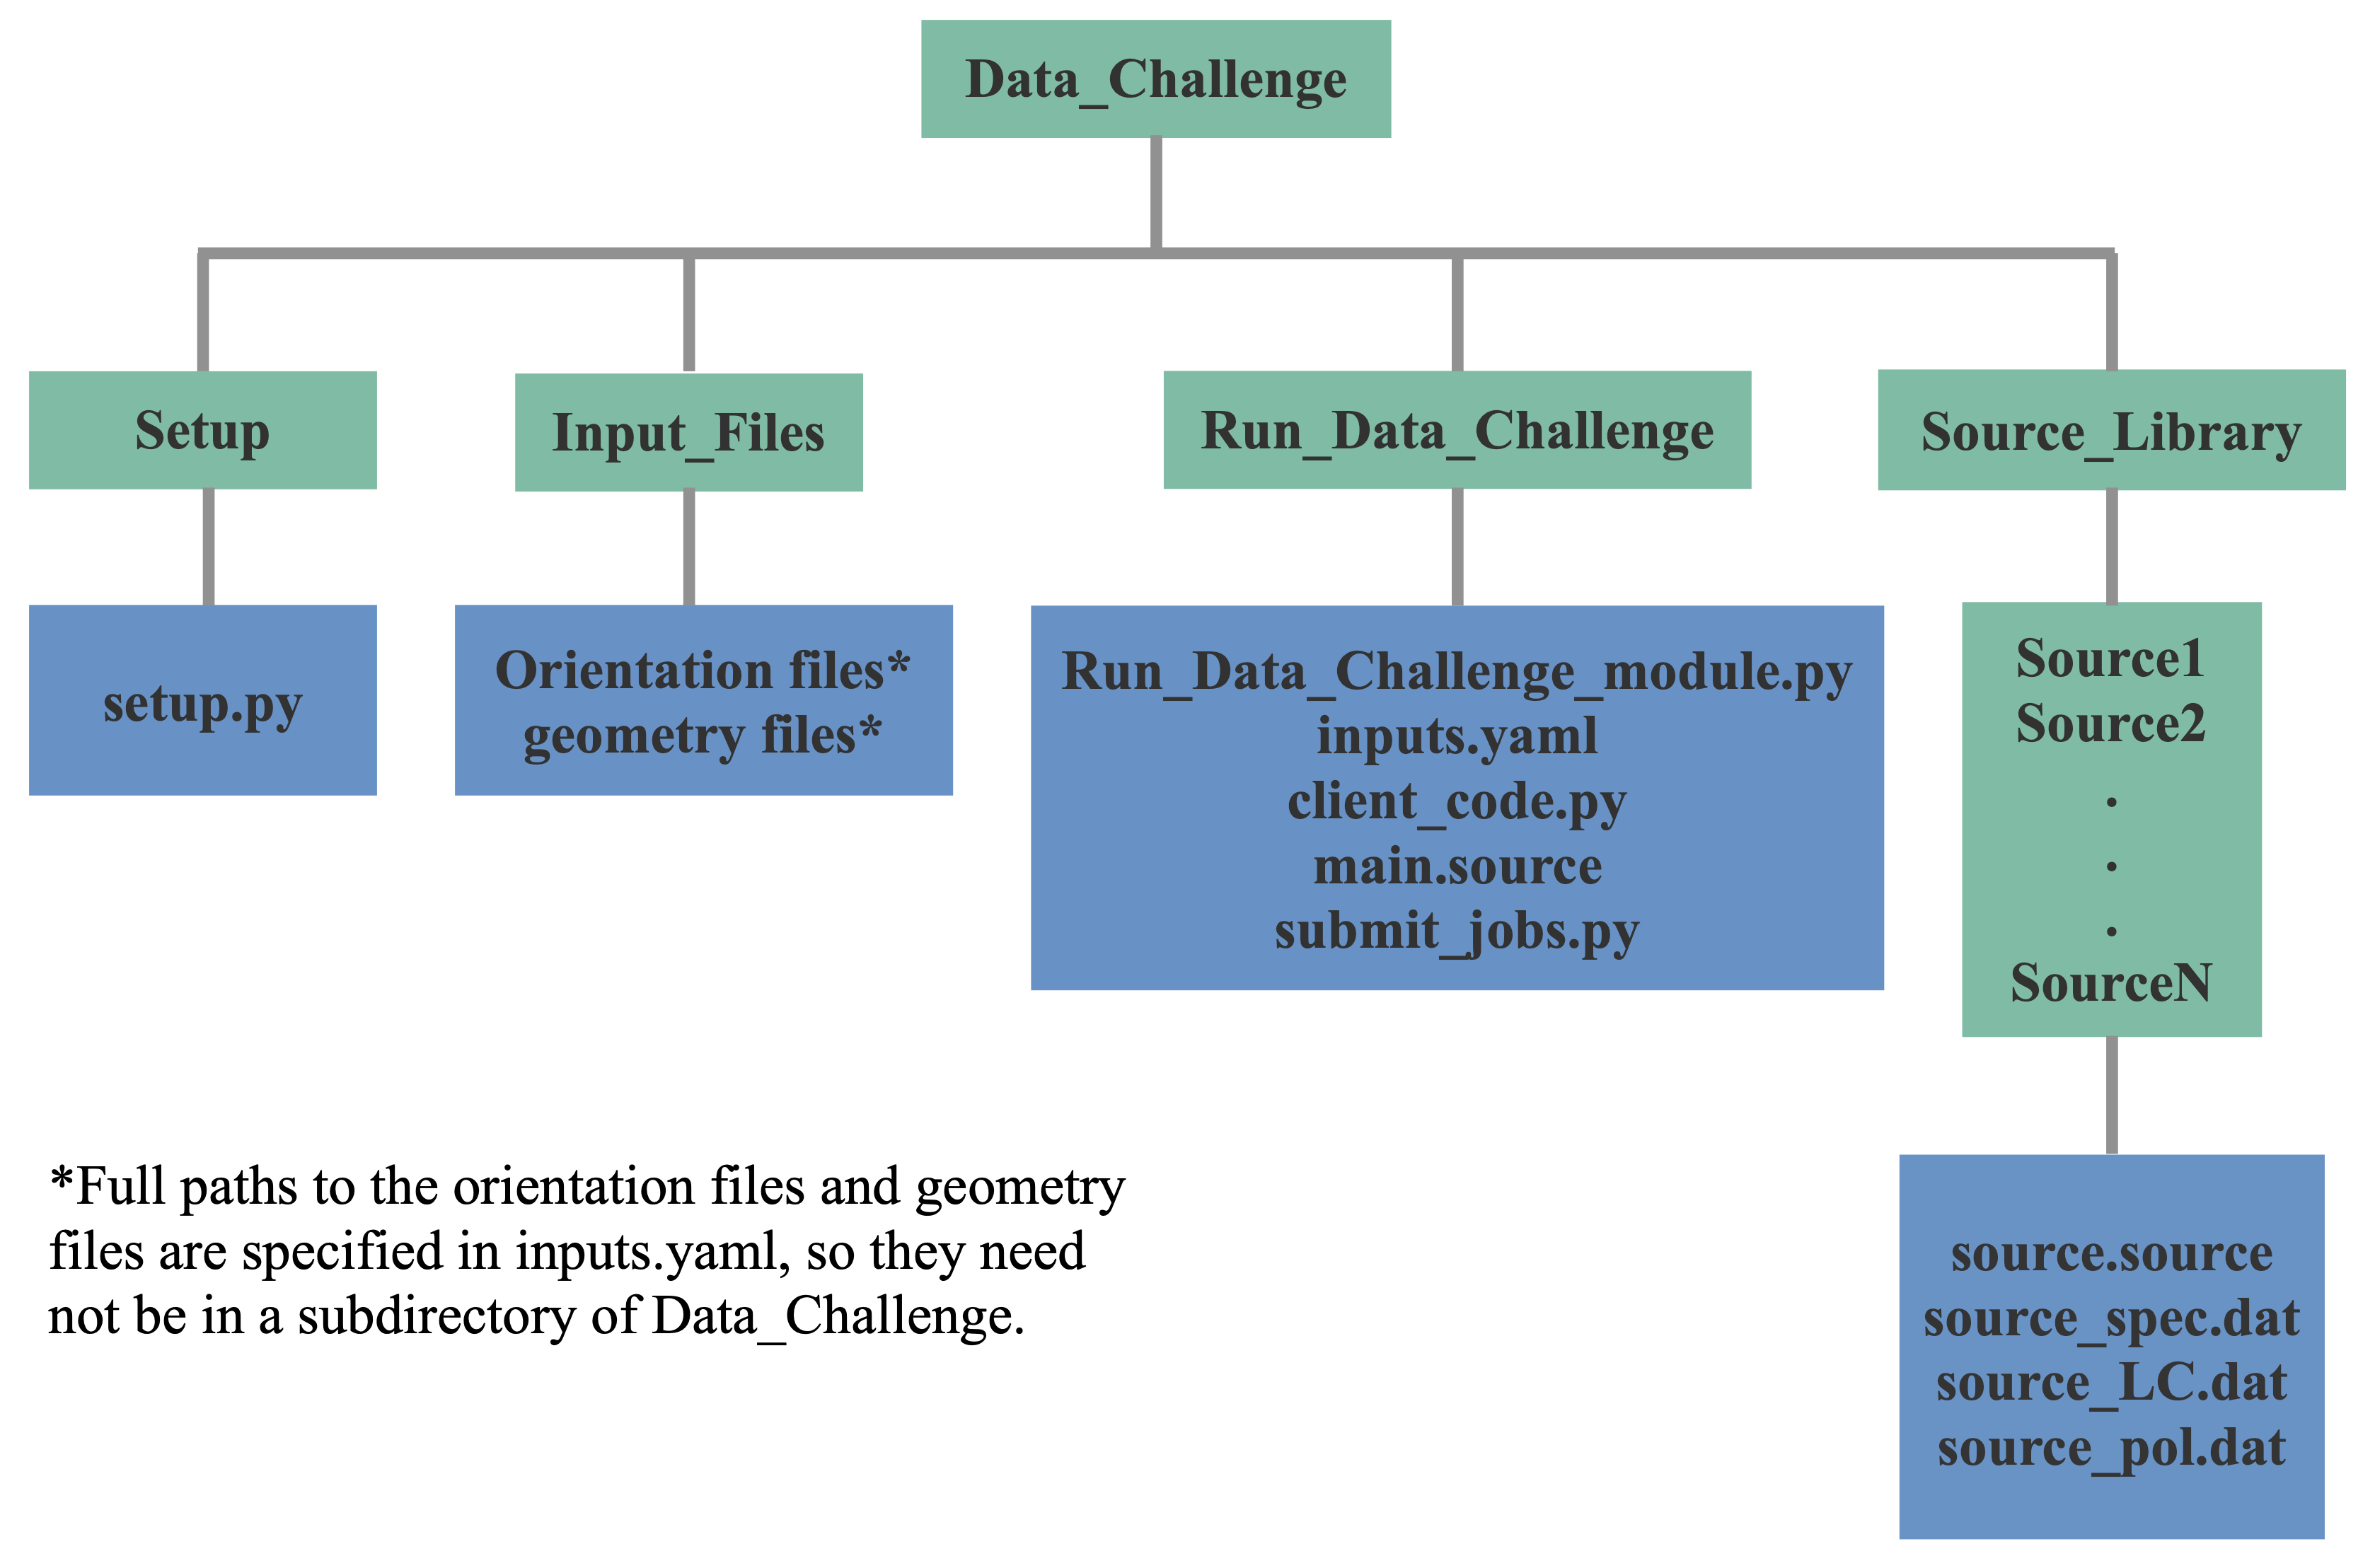 Data_Challenge
Setup
Input_Files
Run_Data_Challenge
Source_Library
setup.py
Orientation files*
geometry files*
Run_Data_Challenge_module.py
inputs.yaml
client_code.py
main.source
submit_jobs.py
Source1
Source2
.
.
.
SourceN
source.source
source_spec.dat
source_LC.dat
source_pol.dat
*Full paths to the orientation files and geometry
files are specified in inputs.yaml, so they need
not be in a subdirectory of Data_Challenge.